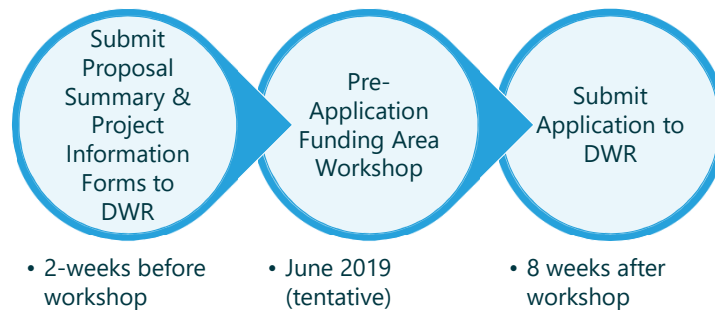 Submit
Proposal
Summary &
Project
Information
Forms to
DWR
• 2-weeks before
workshop
Pre-
Application
Funding Area
Workshop
• June 2019
(tentative)
Submit
Application to
DWR
• 8 weeks after
workshop